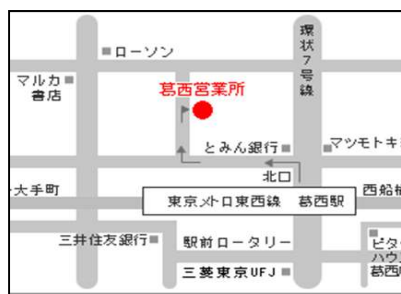 ローソン
環状7号線
マルカ
書店
葛西営業所
とみん銀行
マツモトキ
北口
大手町
東京メトロ東西線 葛西駅
西船橋
三井住友銀行
駅前ロータリー
三菱東京UFJ
ピタ
ハウ
葛西